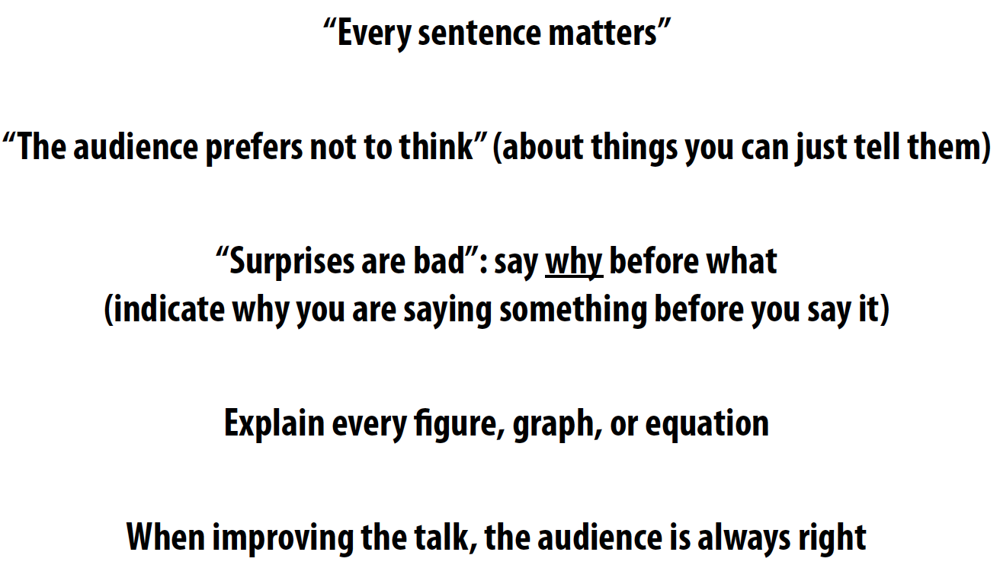 “Every sentence matters”
“The audience prefers not to think” (about things you can just tell them)
“Surprises are bad”: say why before what
(indicate why you are saying something before you say it)
Explain every figure, graph, or equation
When improving the talk, the audience is always right